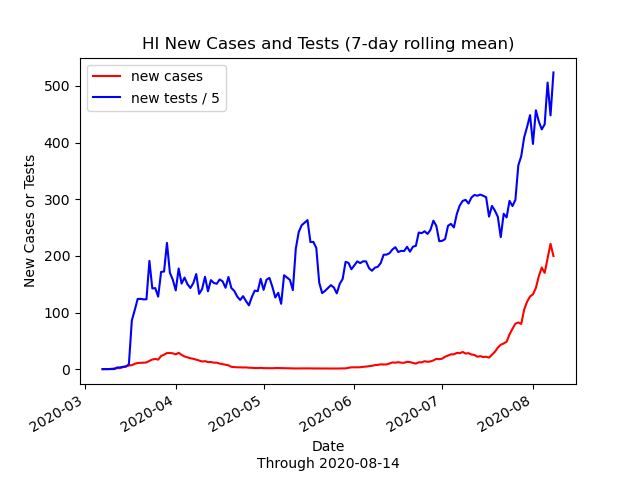 HI New Cases and Tests (7-day rolling mean)
new cases
new tests / 5
New Cases or Tests
500
400
300
200
100
0
2020-03
2020-04
2020-05
2020-06
2020-07
2020-08
Date
Through 2020-08-14